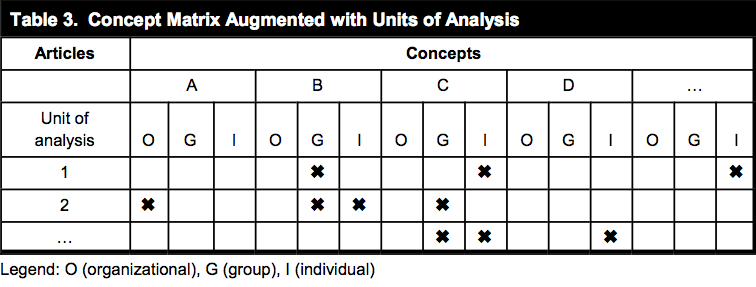 Table 3. Concept Matrix Augmented with Units of Analysis
Articles Concepts
A B C D …
Unit of
analysis O G I O G I O G I O G I O G I
1 ✖ ✖ ✖
2 ✖ ✖ ✖ ✖
… ✖ ✖ ✖
Legend: O (organizational), G (group), I (individual)